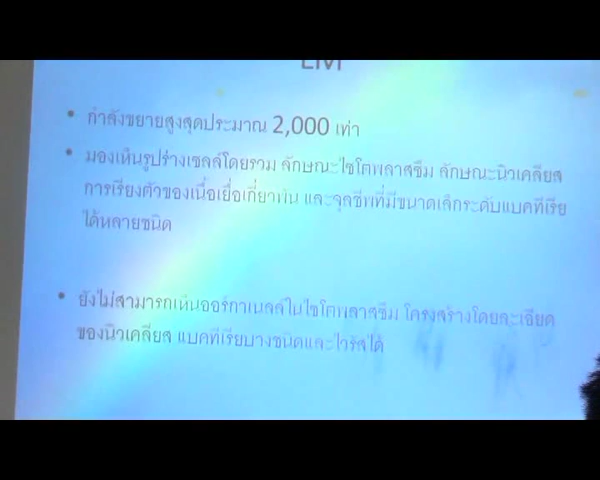 LM
• กำลังขยายสูงสุดประมาณ 2,000 เท่า
• มองเห็นรูปร่างเซลล์โดยรวม ลักษณะไซโตพลาสซึม ลักษณะนิวเคลียส
การเรียงตัวของเนื้อเยื่อเกี่ยวพัน และจุลชีพที่มีขนาดเล็กระดับแบคทีเรีย
ได้หลายชนิด
• ยังไม่สามารถเห็นออร์กาเนลล์ในไซโตพลาสซึม โครงสร้างโดยละเอียด
ของนิวเคลียส แบคทีเรียบางชนิดและไวรัสได้